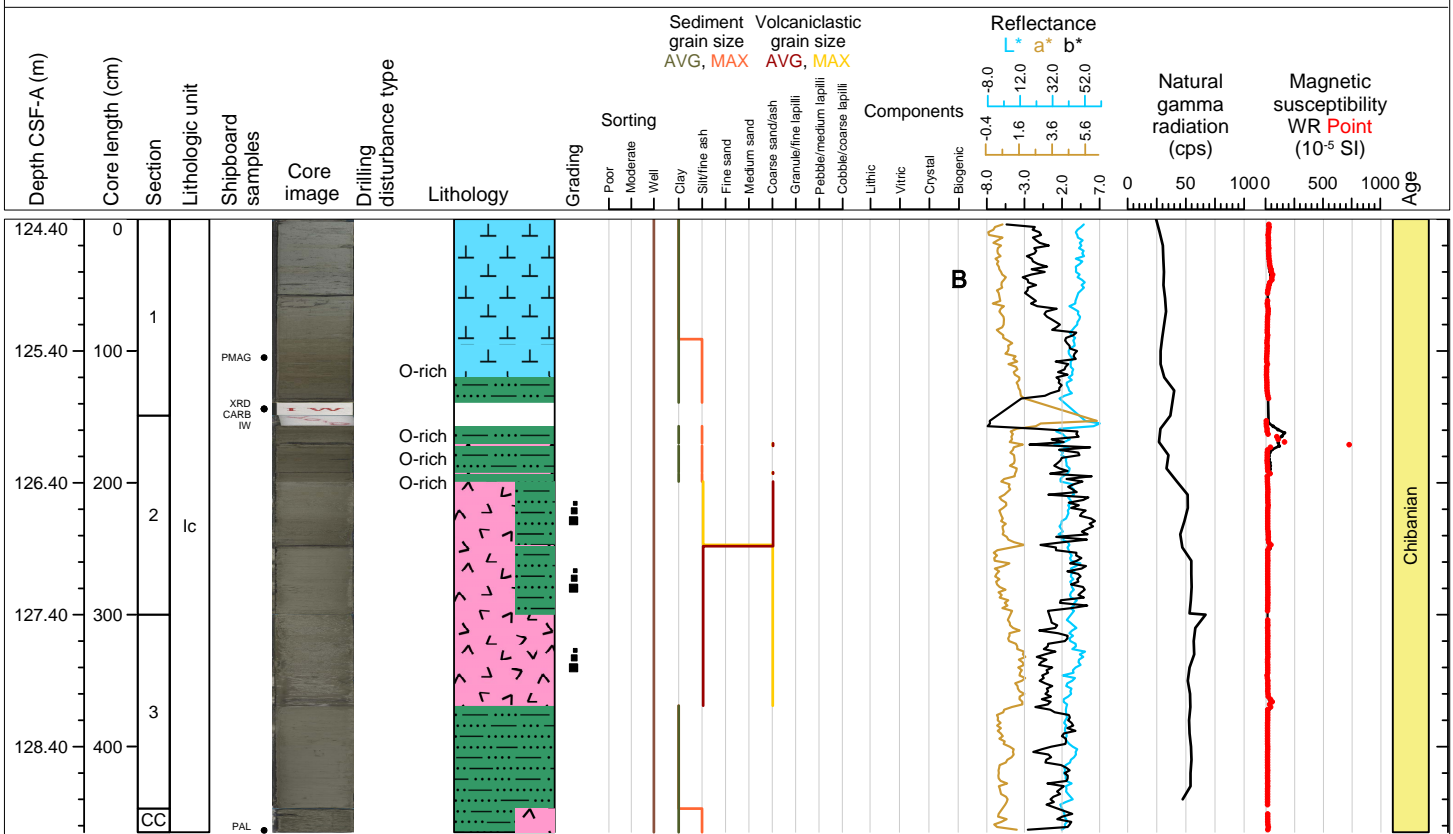 Depth CSF-A (m)
Core length (cm)
Section
Lithologic unit
Shipboard
samples
Core
image
Drilling
disturbance type
Lithology
Grading
Sorting
Poor
Moderate
Well
Sediment
grain size
AVG, MAX
Volcaniclastic
grain size
AVG, MAX
Clay
Silt/fine ash
Fine sand
Medium sand
Coarse sand/ash
Granule/fine lapilli
Pebble/medium lapilli
Cobble/coarse lapilli
Components
Lithic
Vitric
Crystal
Biogenic
Reflectance
L* a* b*
-8.0 12.0 32.0 52.0
-0.4 1.6 3.6 5.6
-8.0 -3.0 2.0 7.0
Natural
gamma
radiation
(cps)
0 50 100
Magnetic
susceptibility
WR Point
(10-5 SI)
0 500 1000
Age
124.40 0
125.40 100
126.40 200
127.40 300
128.40 400
1
2
3
CC
Ic
PMAG
XRD
CARB
IW
PAL
I W
O-rich
O-rich
O-rich
O-rich
B
Chibanian